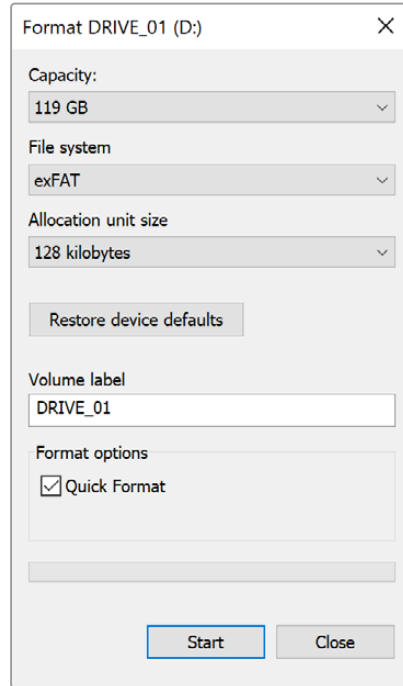 Format DRIVE_01 (D:)
Capacity:
119 GB
File system
exFAT
Allocation unit size
128 kilobytes
Restore device defaults
Volume label
DRIVE_01
Format options
Quick Format
Start Close